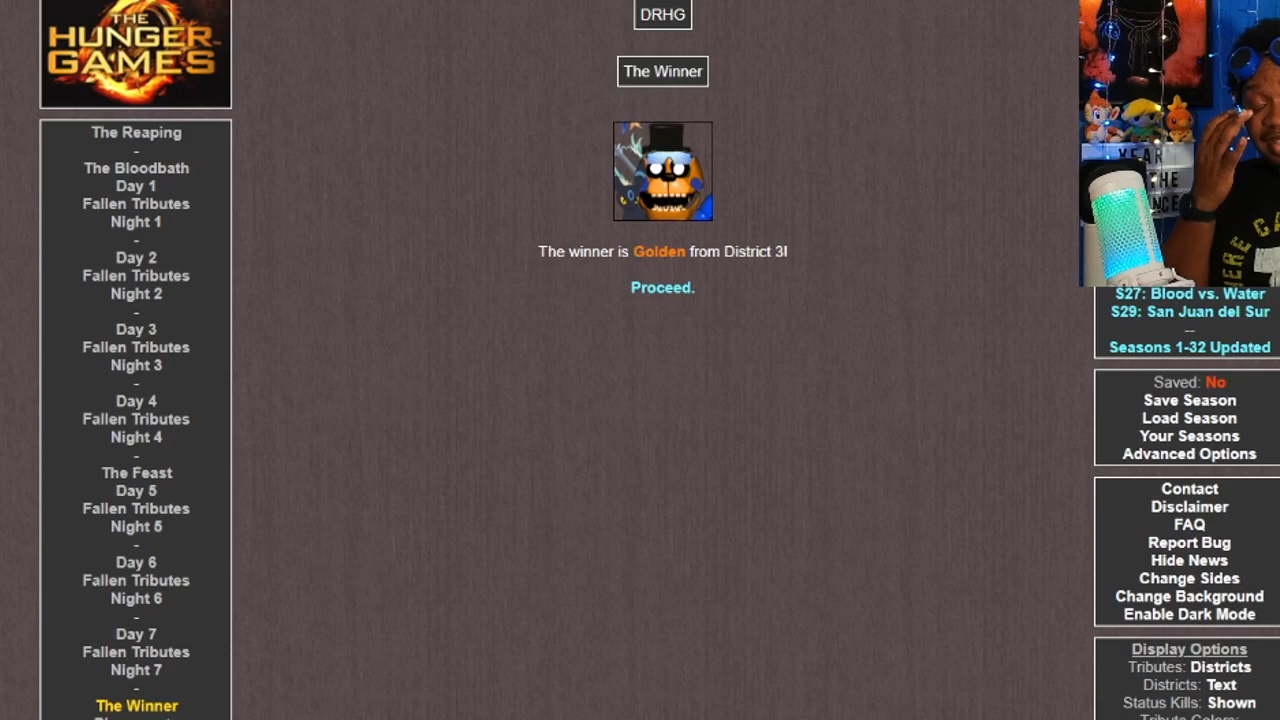 THE
HUNGER
GAMES
The Reaping
-
The Bloodbath
Day 1
Fallen Tributes
Night 1
-
Day 2
Fallen Tributes
Night 2
-
Day 3
Fallen Tributes
Night 3
-
Day 4
Fallen Tributes
Night 4
-
The Feast
Day 5
Fallen Tributes
Night 5
-
Day 6
Fallen Tributes
Night 6
-
Day 7
Fallen Tributes
Night 7
-
The Winner
DRHG
The Winner
The winner is Golden from District 3!
Proceed.
YEAR
THE
S27: Blood vs. Water
S29: San Juan del Sur
--
Seasons 1-32 Updated
Saved: No
Save Season
Load Season
Your Seasons
Advanced Options
Contact
Disclaimer
FAQ
Report Bug
Hide News
Change Sides
Change Background
Enable Dark Mode
Display Options
Tributes: Districts
Districts: Text
Status Kills: Shown